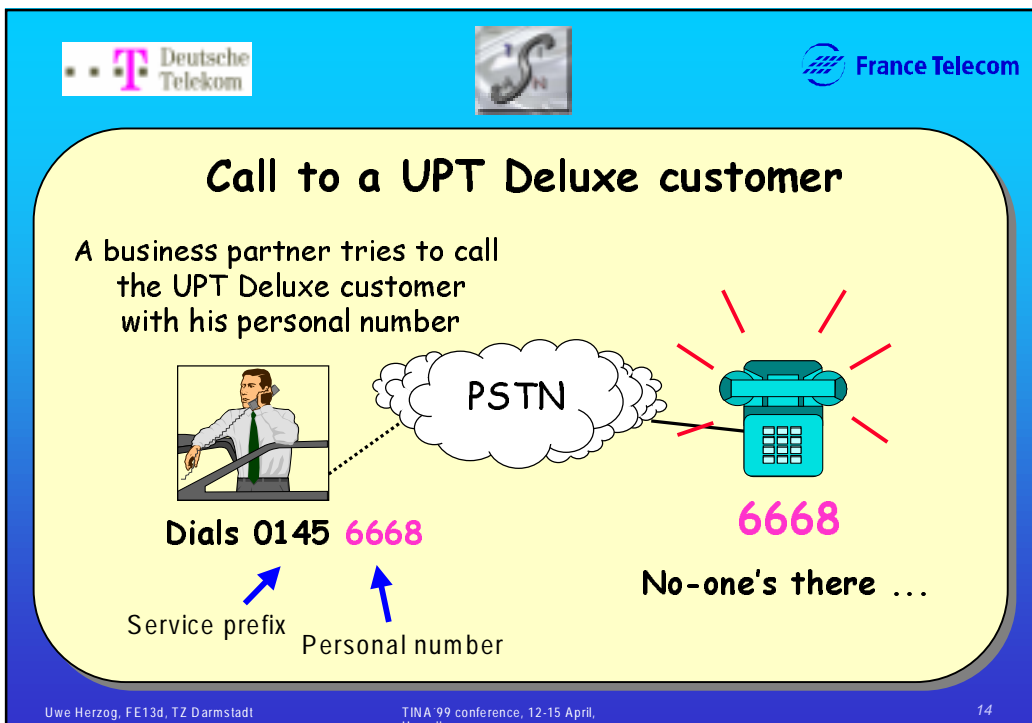 Deutsche
Telekom
France Telecom
Call to a UPT Deluxe customer
A business partner tries to call
the UPT Deluxe customer
with his personal number
PSTN
Dials 0145 6668
6668
No-one's there ...
Service prefix
Personal number
Uwe Herzog, FE13d, TZ Darmstadt
TINA´99 conference, 12-15 April,
14